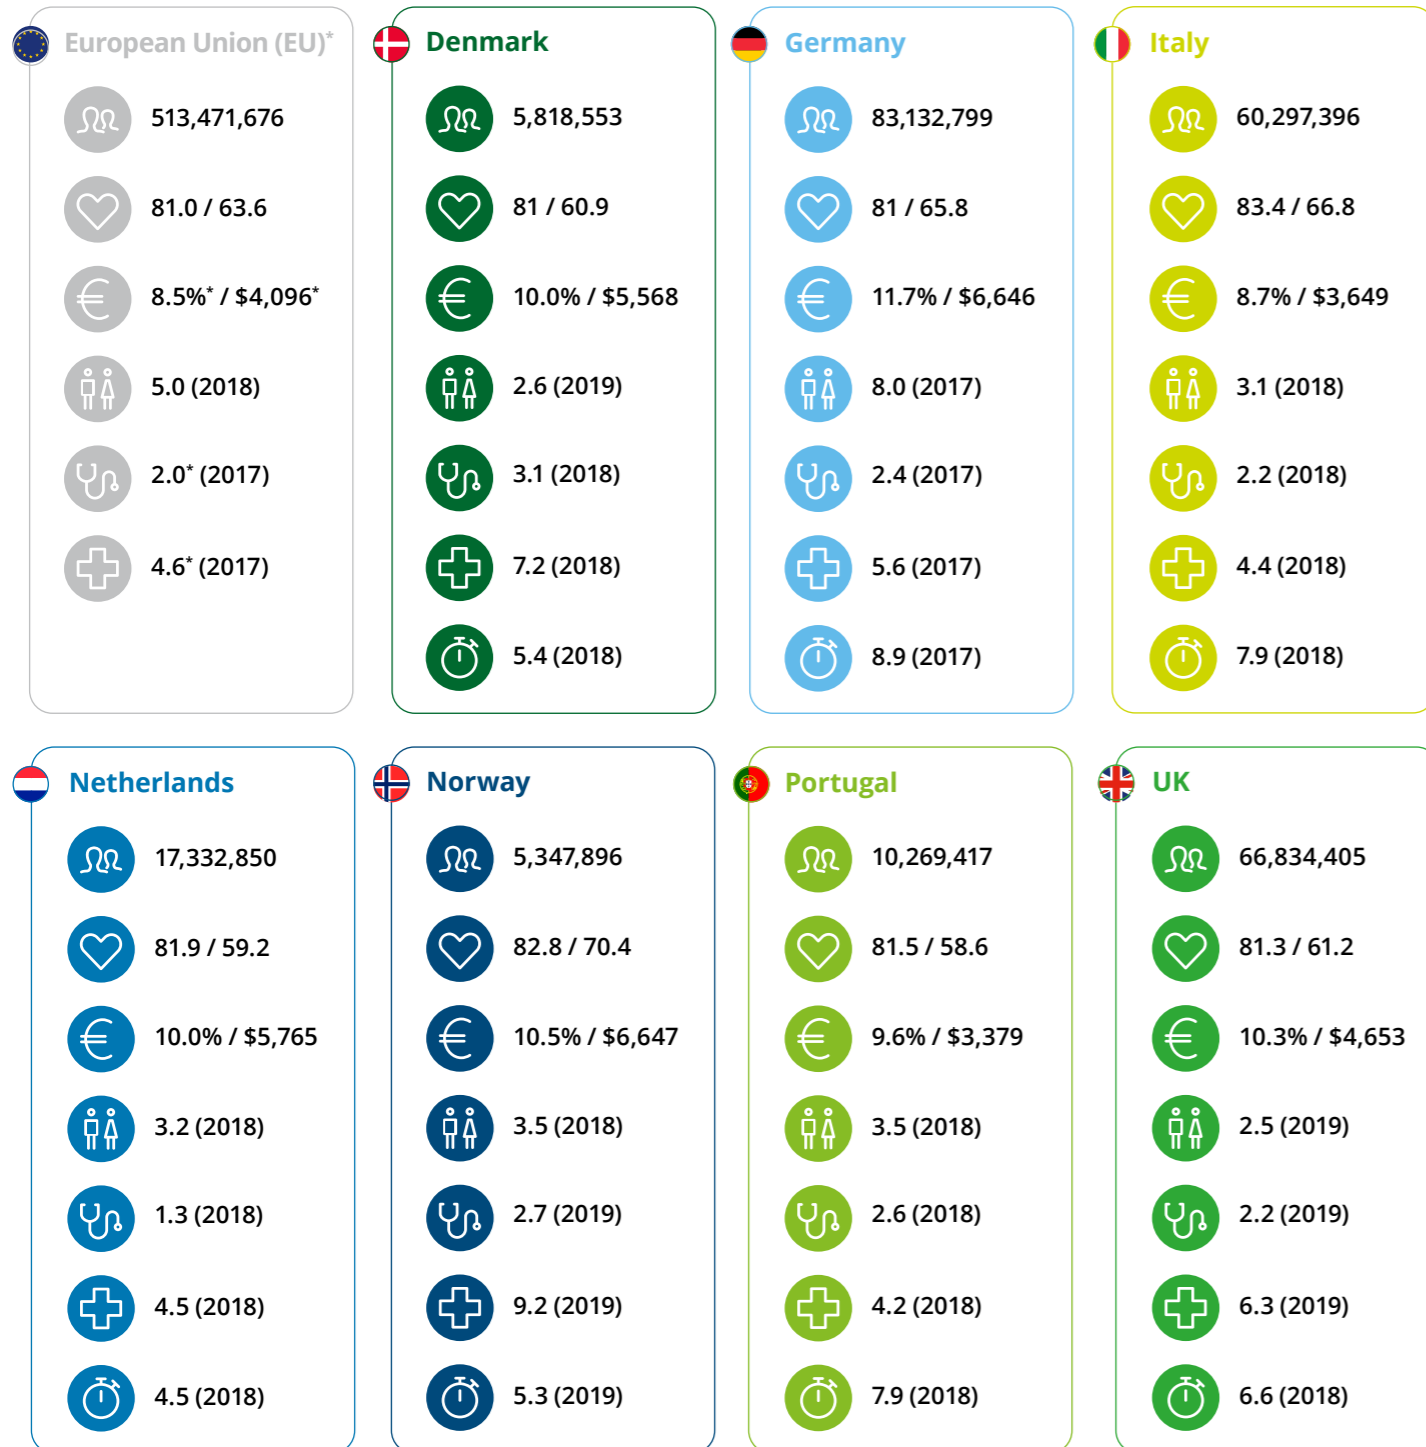 European Union (EU)*
513,471,676
81.0 / 63.6
8.5%* / $4,096*
5.0 (2018)
2.0* (2017)
4.6* (2017)
Denmark
5,818,553
81 / 60.9
10.0% / $5,568
2.6 (2019)
3.1 (2018)
7.2 (2018)
5.4 (2018)
Germany
83,132,799
81 / 65.8
11.7% / $6,646
8.0 (2017)
2.4 (2017)
5.6 (2017)
8.9 (2017)
Italy
60,297,396
83.4 / 66.8
8.7% / $3,649
3.1 (2018)
2.2 (2018)
4.4 (2018)
7.9 (2018)
Netherlands
17,332,850
81.9 / 59.2
10.0% / $5,765
3.2 (2018)
1.3 (2018)
4.5 (2018)
4.5 (2018)
Norway
5,347,896
82.8 / 70.4
10.5% / $6,647
3.5 (2018)
2.7 (2019)
9.2 (2019)
5.3 (2019)
Portugal
10,269,417
81.5 / 58.6
9.6% / $3,379
3.5 (2018)
2.6 (2018)
4.2 (2018)
7.9 (2018)
UK
66,834,405
81.3 / 61.2
10.3% / $4,653
2.5 (2019)
2.2 (2019)
6.3 (2019)
6.6 (2018)